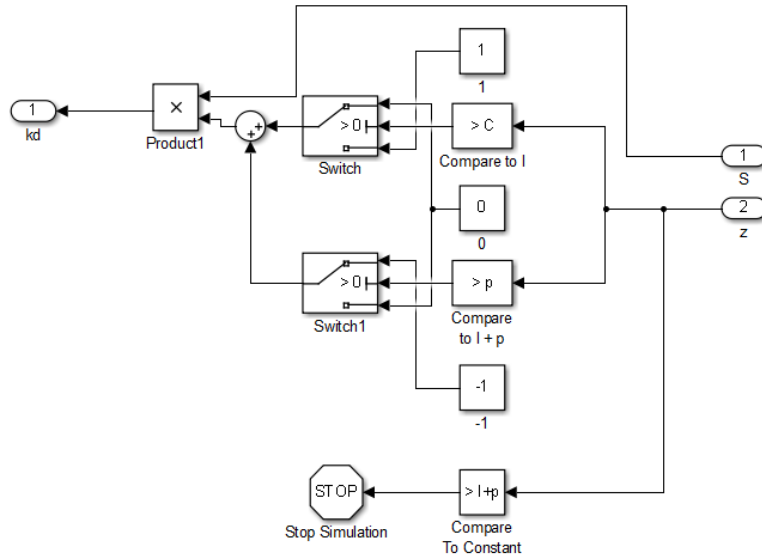 1
kd
×
Product1
+
+
> 0
Switch
1
1
> C
Compare to l
1
S
0
0
2
z
> 0
Switch1
> p
Compare
to l + p
-1
-1
STOP
Stop Simulation
> l+p
Compare
To Constant